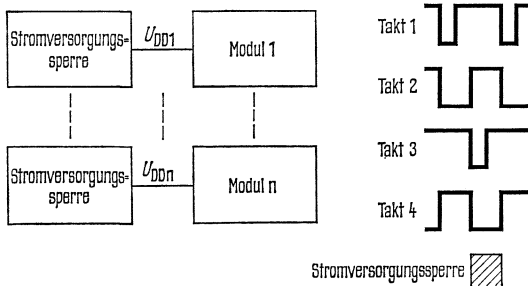 Stromversorgungs=
sperre
U_DD1
Modul 1
Stromversorgungs=
sperre
U_DDn
Modul n
Takt 1
Takt 2
Takt 3
Takt 4
Stromversorgungssperre